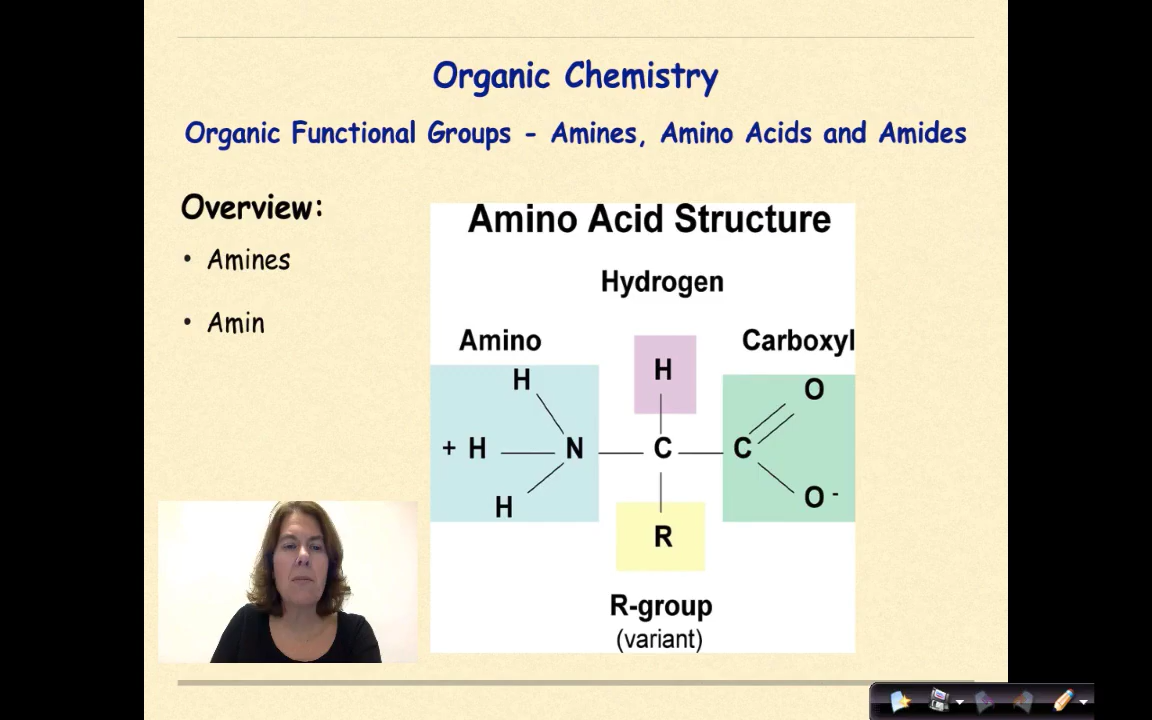 Organic Chemistry
Organic Functional Groups - Amines, Amino Acids and Amides
Overview:
• Amines
• Amin
Amino Acid Structure
Hydrogen
Amino
Carboxyl
H
H
O
+ H
N
C
C
H
O -
R
R-group
(variant)